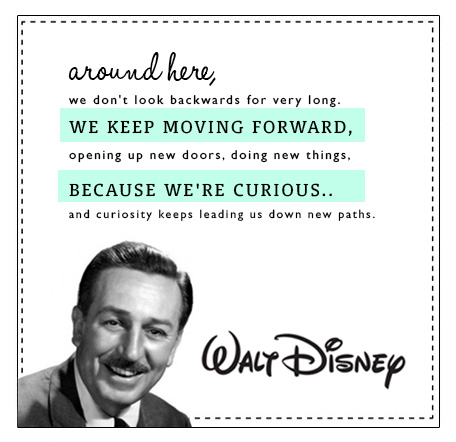 around here,
we don't look backwards for very long.
WE KEEP MOVING FORWARD,
opening up new doors, doing new things,
BECAUSE WE'RE CURIOUS..
and curiosity keeps leading us down new paths.
WALT DISNEY